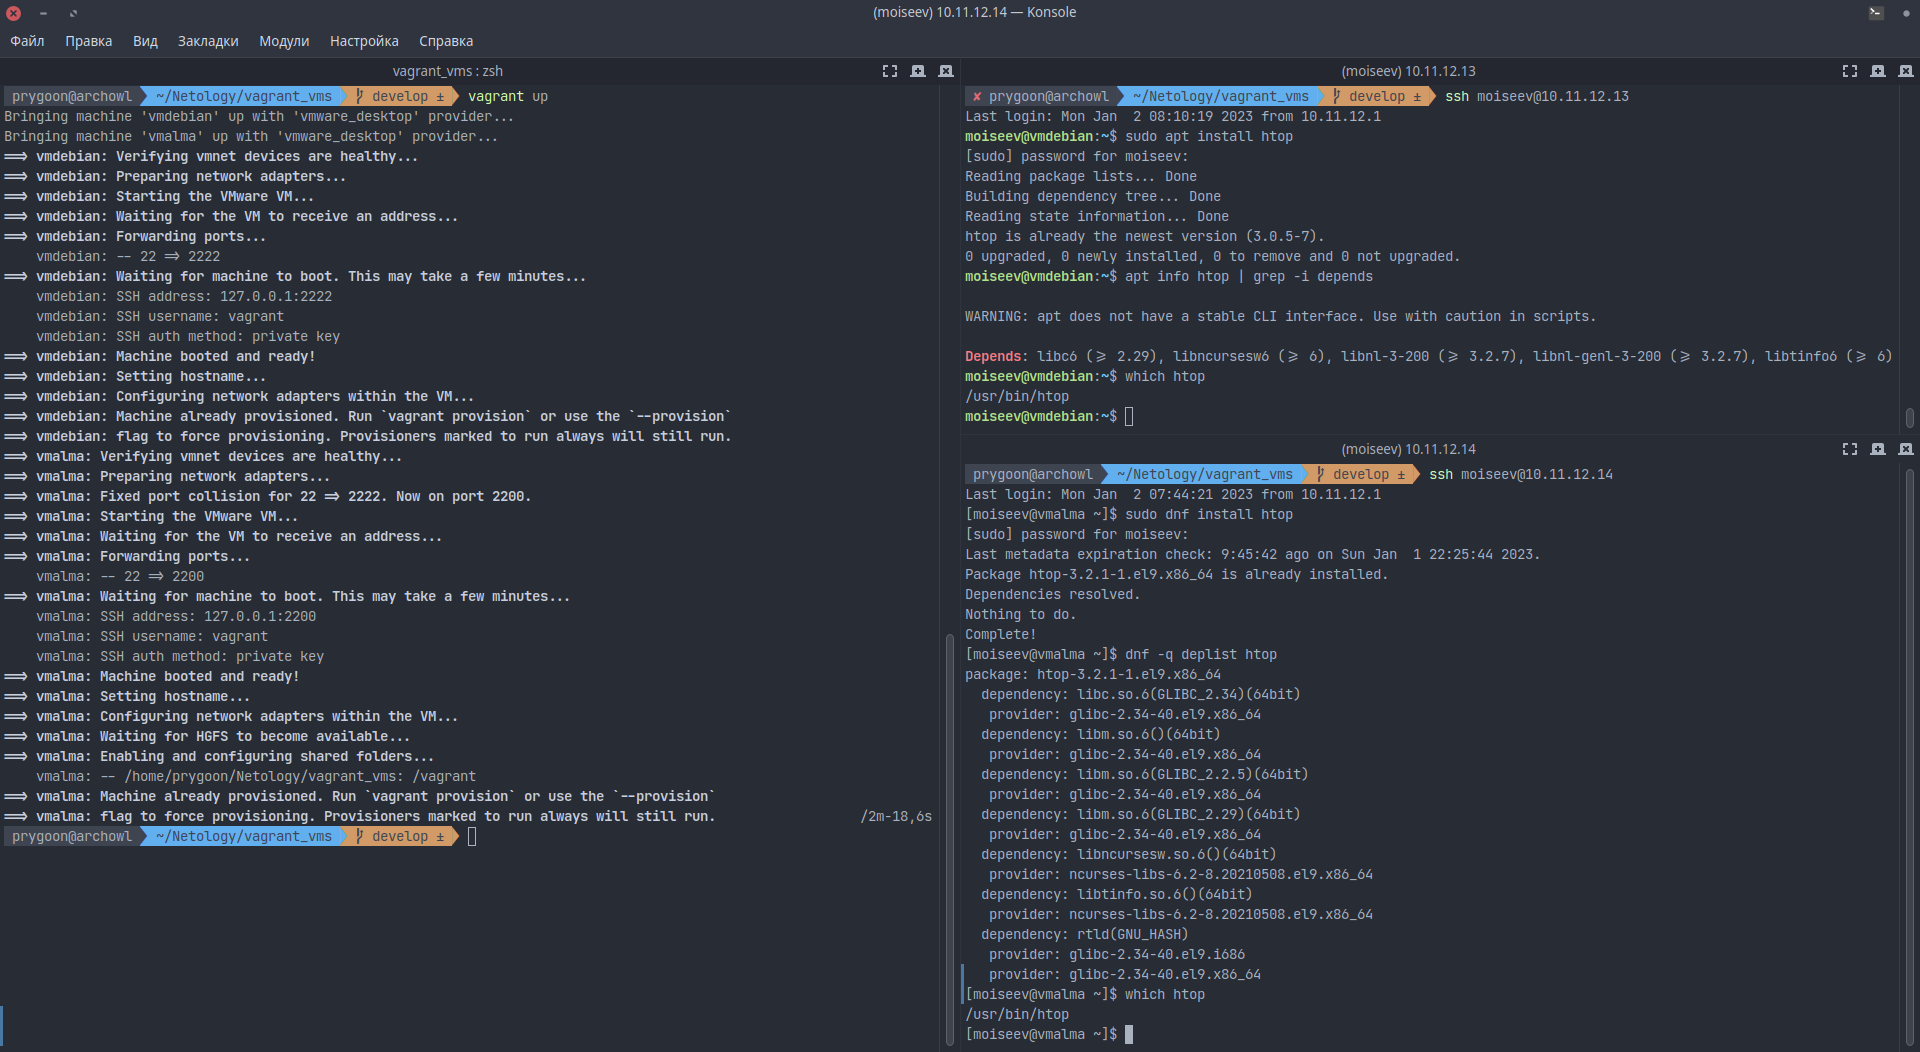 (moiseev) 10.11.12.14 — Konsole
Файл Правка Вид Закладки Модули Настройка Справка
vagrant_vms : zsh
prygoon@archowl ~/Netology/vagrant_vms develop ± vagrant up
Bringing machine 'vmdebian' up with 'vmware_desktop' provider...
Bringing machine 'vmalma' up with 'vmware_desktop' provider...
==> vmdebian: Verifying vmnet devices are healthy...
==> vmdebian: Preparing network adapters...
==> vmdebian: Starting the VMware VM...
==> vmdebian: Waiting for the VM to receive an address...
==> vmdebian: Forwarding ports...
vmdebian: -- 22 => 2222
==> vmdebian: Waiting for machine to boot. This may take a few minutes...
vmdebian: SSH address: 127.0.0.1:2222
vmdebian: SSH username: vagrant
vmdebian: SSH auth method: private key
==> vmdebian: Machine booted and ready!
==> vmdebian: Setting hostname...
==> vmdebian: Configuring network adapters within the VM...
==> vmdebian: Machine already provisioned. Run `vagrant provision` or use the `--provision`
==> vmdebian: flag to force provisioning. Provisioners marked to run always will still run.
==> vmalma: Verifying vmnet devices are healthy...
==> vmalma: Preparing network adapters...
==> vmalma: Fixed port collision for 22 => 2222. Now on port 2200.
==> vmalma: Starting the VMware VM...
==> vmalma: Waiting for the VM to receive an address...
==> vmalma: Forwarding ports...
vmalma: -- 22 => 2200
==> vmalma: Waiting for machine to boot. This may take a few minutes...
vmalma: SSH address: 127.0.0.1:2200
vmalma: SSH username: vagrant
vmalma: SSH auth method: private key
==> vmalma: Machine booted and ready!
==> vmalma: Setting hostname...
==> vmalma: Configuring network adapters within the VM...
==> vmalma: Waiting for HGFS to become available...
==> vmalma: Enabling and configuring shared folders...
vmalma: -- /home/prygoon/Netology/vagrant_vms: /vagrant
==> vmalma: Machine already provisioned. Run `vagrant provision` or use the `--provision`
==> vmalma: flag to force provisioning. Provisioners marked to run always will still run. /2m-18,6s
prygoon@archowl ~/Netology/vagrant_vms develop ±
(moiseev) 10.11.12.13
✘ prygoon@archowl ~/Netology/vagrant_vms develop ± ssh moiseev@10.11.12.13
Last login: Mon Jan  2 08:10:19 2023 from 10.11.12.1
moiseev@vmdebian:~$ sudo apt install htop
[sudo] password for moiseev:
Reading package lists... Done
Building dependency tree... Done
Reading state information... Done
htop is already the newest version (3.0.5-7).
0 upgraded, 0 newly installed, 0 to remove and 0 not upgraded.
moiseev@vmdebian:~$ apt info htop | grep -i depends
WARNING: apt does not have a stable CLI interface. Use with caution in scripts.
Depends: libc6 (>= 2.29), libncursesw6 (>= 6), libnl-3-200 (>= 3.2.7), libnl-genl-3-200 (>= 3.2.7), libtinfo6 (>= 6)
moiseev@vmdebian:~$ which htop
/usr/bin/htop
moiseev@vmdebian:~$
(moiseev) 10.11.12.14
prygoon@archowl ~/Netology/vagrant_vms develop ± ssh moiseev@10.11.12.14
Last login: Mon Jan  2 07:44:21 2023 from 10.11.12.1
[moiseev@vmalma ~]$ sudo dnf install htop
[sudo] password for moiseev:
Last metadata expiration check: 9:45:42 ago on Sun Jan  1 22:25:44 2023.
Package htop-3.2.1-1.el9.x86_64 is already installed.
Dependencies resolved.
Nothing to do.
Complete!
[moiseev@vmalma ~]$ dnf -q deplist htop
package: htop-3.2.1-1.el9.x86_64
dependency: libc.so.6(GLIBC_2.34)(64bit)
provider: glibc-2.34-40.el9.x86_64
dependency: libm.so.6()(64bit)
provider: glibc-2.34-40.el9.x86_64
dependency: libm.so.6(GLIBC_2.2.5)(64bit)
provider: glibc-2.34-40.el9.x86_64
dependency: libm.so.6(GLIBC_2.29)(64bit)
provider: glibc-2.34-40.el9.x86_64
dependency: libncursesw.so.6()(64bit)
provider: ncurses-libs-6.2-8.20210508.el9.x86_64
dependency: libtinfo.so.6()(64bit)
provider: ncurses-libs-6.2-8.20210508.el9.x86_64
dependency: rtld(GNU_HASH)
provider: glibc-2.34-40.el9.i686
provider: glibc-2.34-40.el9.x86_64
[moiseev@vmalma ~]$ which htop
/usr/bin/htop
[moiseev@vmalma ~]$